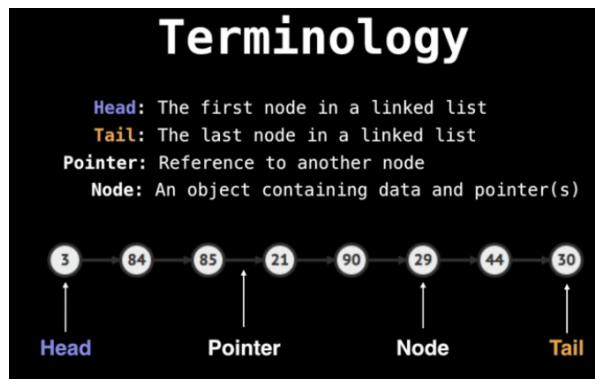 Terminology
Head: The first node in a linked list
Tail: The last node in a linked list
Pointer: Reference to another node
Node: An object containing data and pointer(s)
3 84 85 21 90 29 44 30
Head Pointer Node Tail